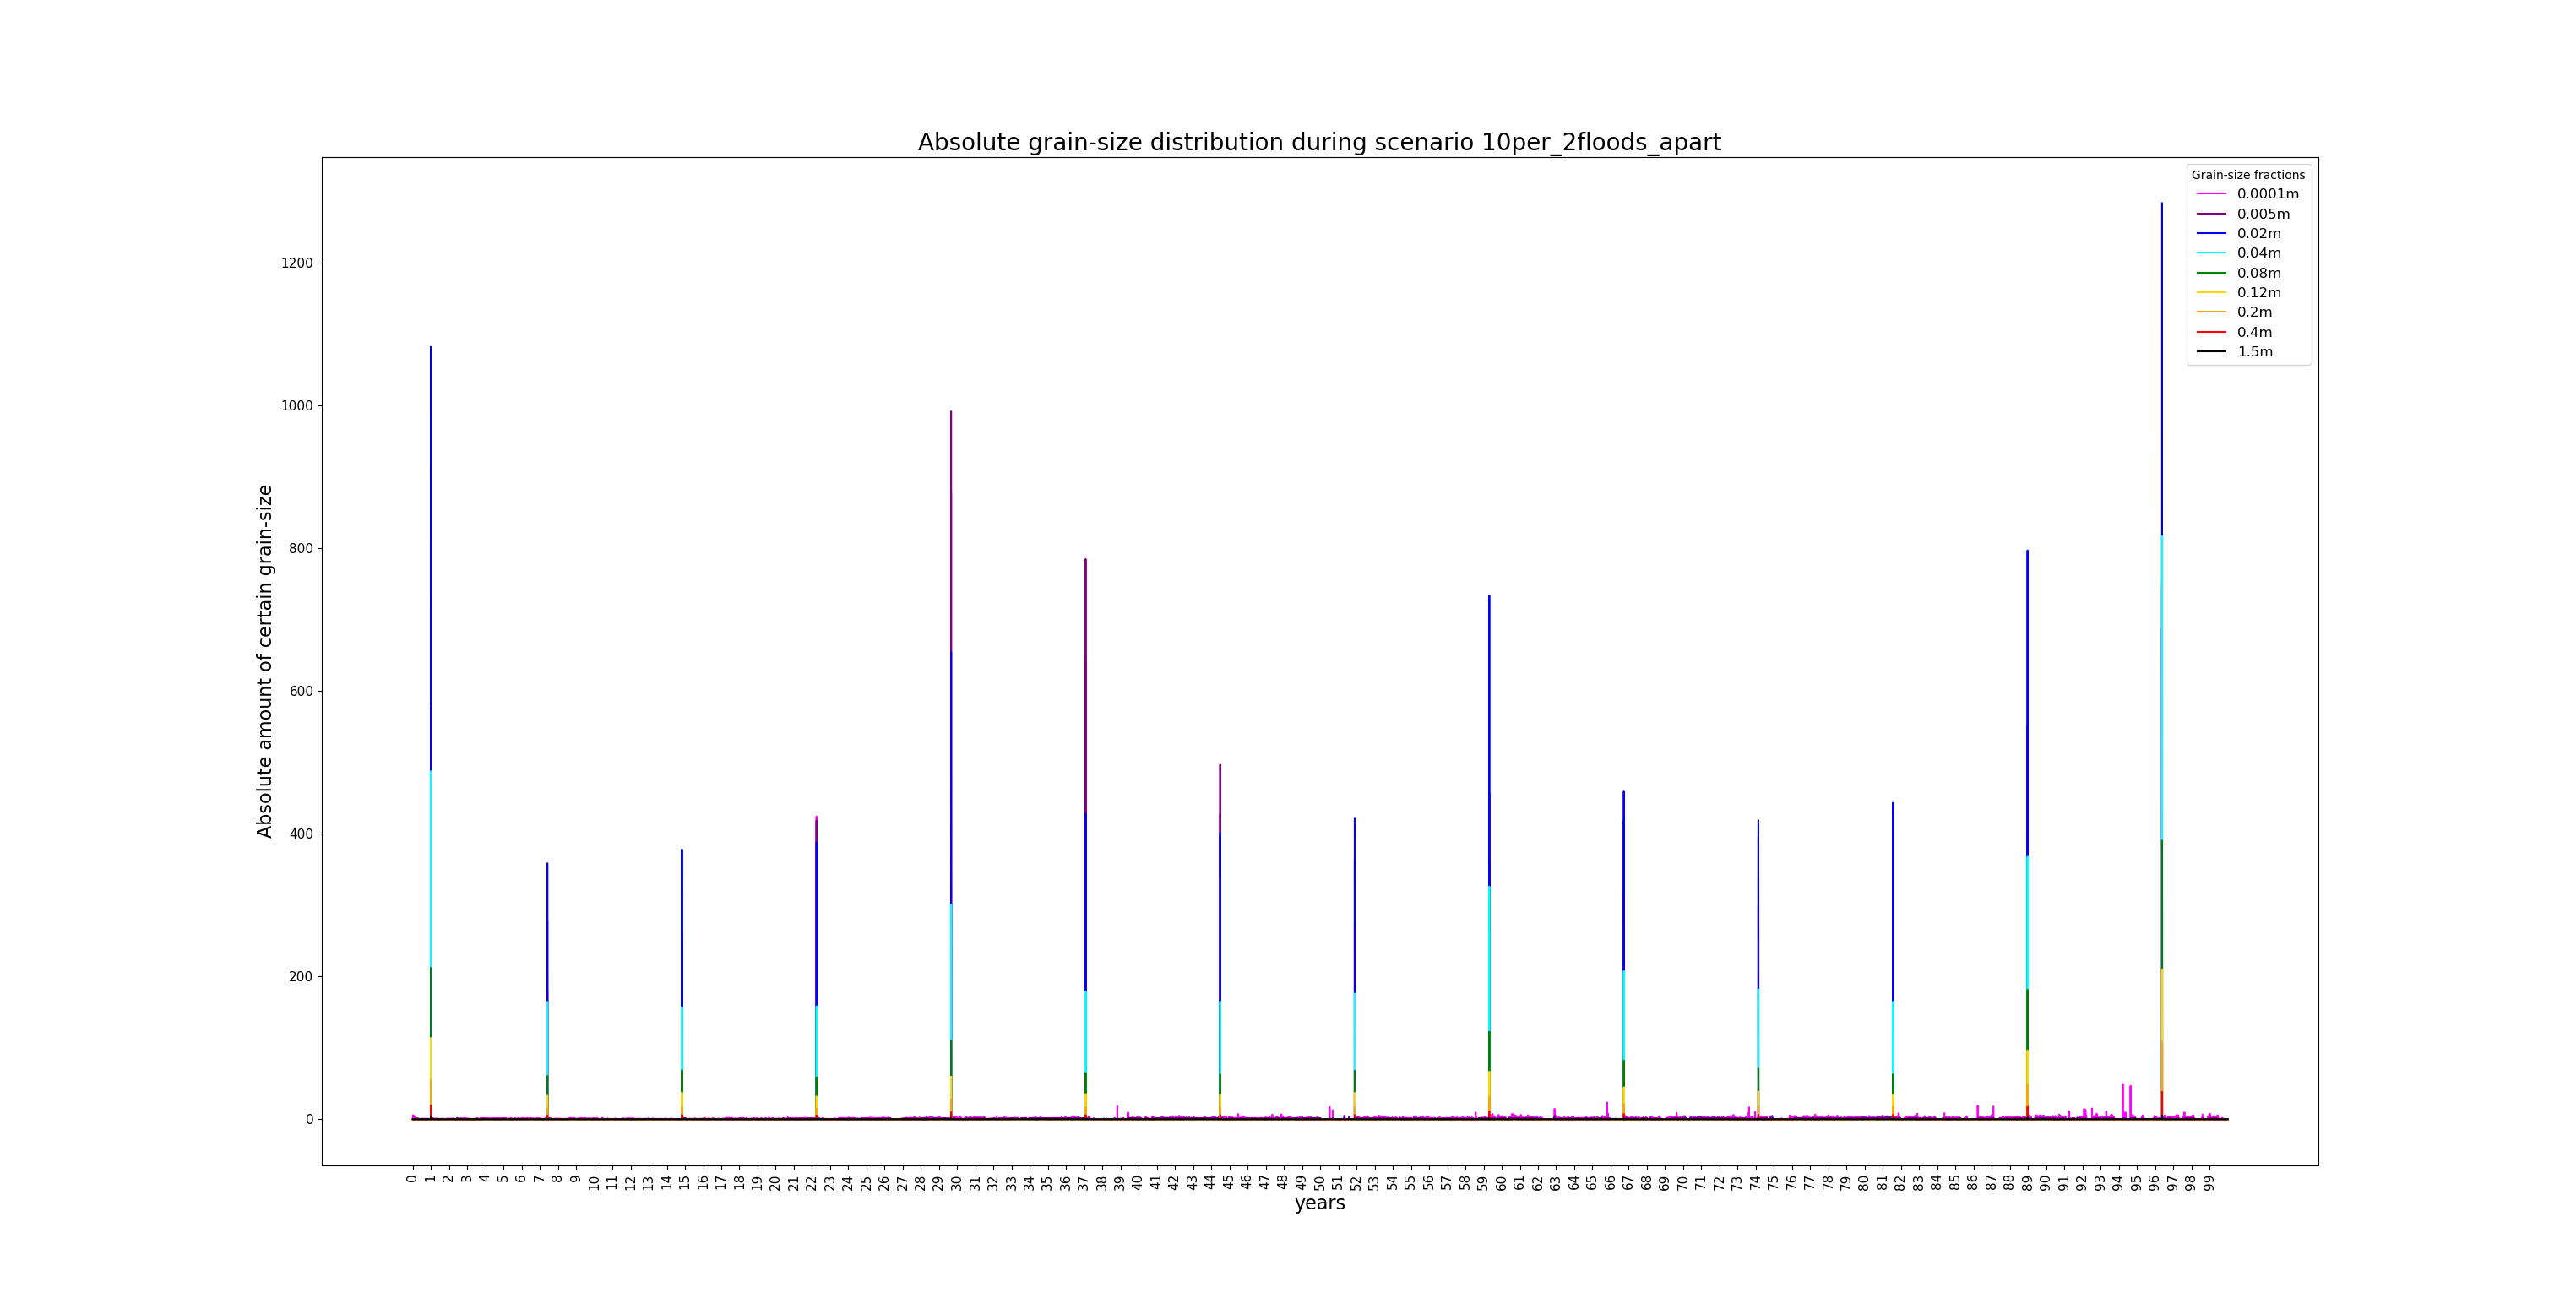 Absolute grain-size distribution during scenario 10per_2floods_apart
Grain-size fractions
0.0001m
0.005m
0.02m
0.04m
0.08m
0.12m
0.2m
0.4m
1.5m
Absolute amount of certain grain-size
1200
1000
800
600
400
200
0
0 1 2 3 4 5 6 7 8 9 10 11 12 13 14 15 16 17 18 19 20 21 22 23 24 25 26 27 28 29 30 31 32 33 34 35 36 37 38 39 40 41 42 43 44 45 46 47 48 49 50 51 52 53 54 55 56 57 58 59 60 61 62 63 64 65 66 67 68 69 70 71 72 73 74 75 76 77 78 79 80 81 82 83 84 85 86 87 88 89 90 91 92 93 94 95 96 97 98 99
years